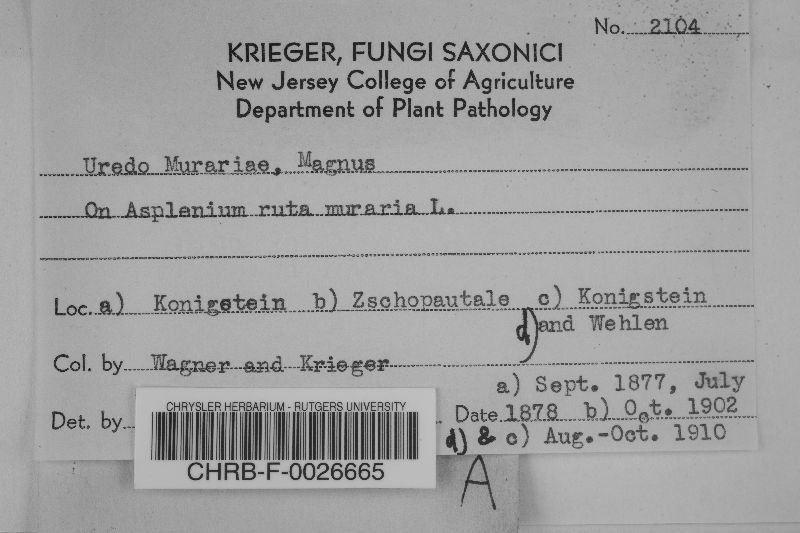 No. 2104
KRIEGER, FUNGI SAXONICI
New Jersey College of Agriculture
Department of Plant Pathology
Uredo Murariae, Magnus
On Asplenium ruta muraria L.
Loc. a) Konigstein b) Zschopautale c) Konigstein
d) and Wehlen
Col. by Wagner and Krieger
a) Sept. 1877, July
Det. by
Date 1878 b) Oct. 1902
d) & c) Aug.-Oct. 1910
CHRYSLER HERBARIUM - RUTGERS UNIVERSITY
CHRB-F-0026665
A